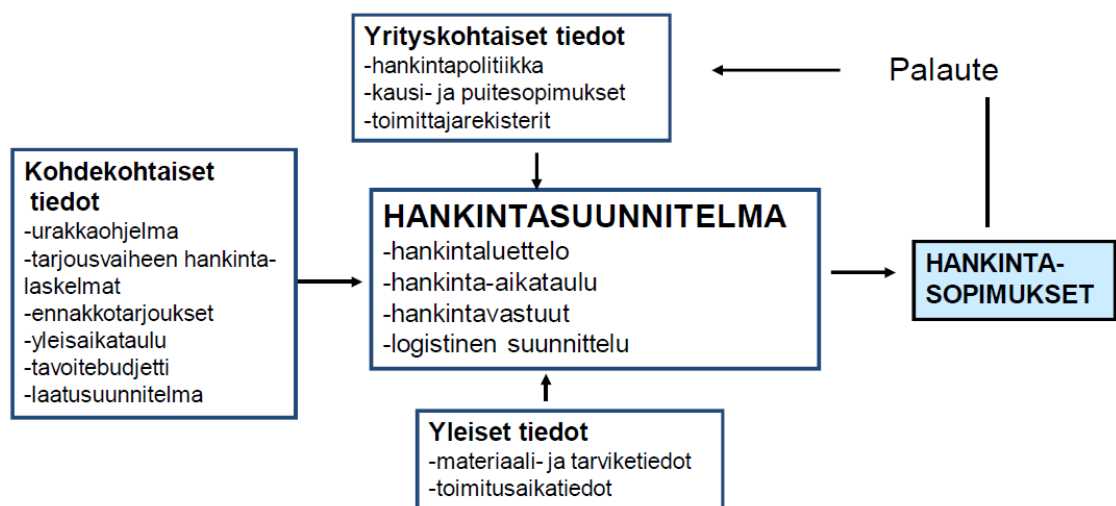 Yrityskohtaiset tiedot
-hankintapolitiikka
-kausi- ja puitesopimukset
-toimittajarekisterit
Palaute
Kohdekohtaiset
tiedot
-urakkaohjelma
-tarjousvaiheen hankinta-
laskelmat
-ennakkotarjoukset
-yleisaikataulu
-tavoitebudjetti
-laatusuunnitelma
HANKINTASUUNNITELMA
-hankintaluettelo
-hankinta-aikataulu
-hankintavastuut
-logistinen suunnittelu
HANKINTA-
SOPIMUKSET
Yleiset tiedot
-materiaali- ja tarviketiedot
-toimitusaikatiedot